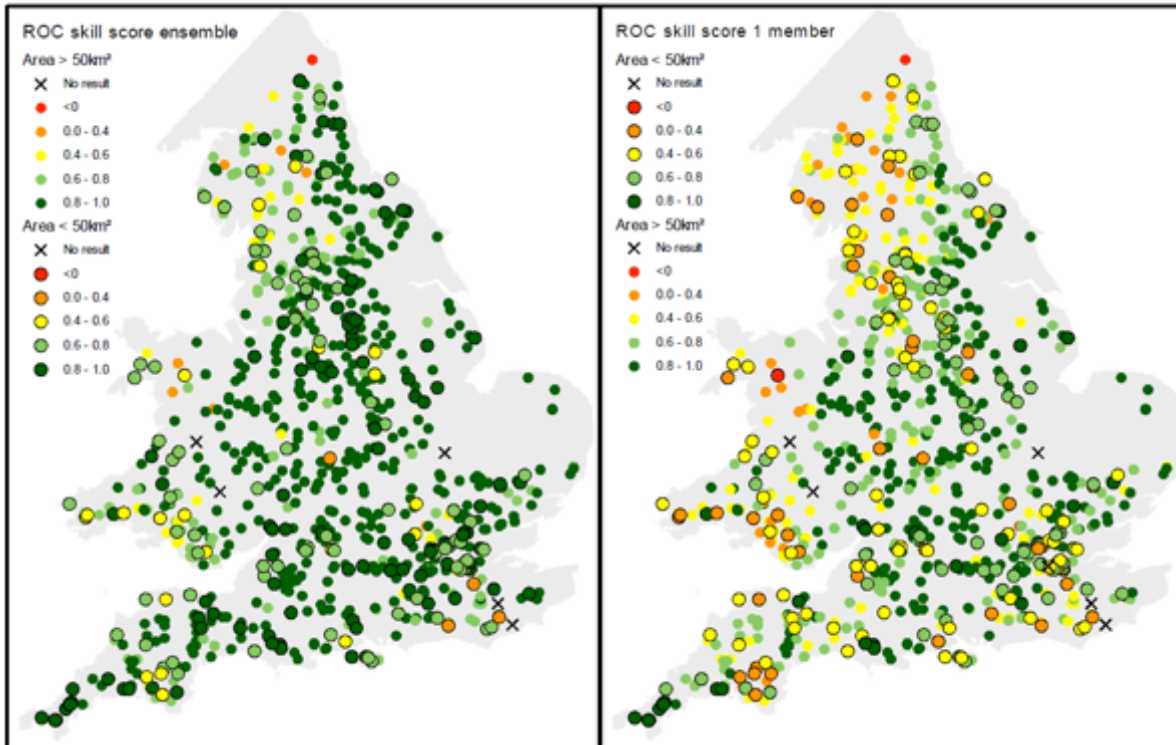 ROC skill score ensemble
Area > 50km²
No result
<0
0.0 - 0.4
0.4 - 0.6
0.6 - 0.8
0.8 - 1.0
Area < 50km²
No result
<0
0.0 - 0.4
0.4 - 0.6
0.6 - 0.8
0.8 - 1.0
ROC skill score 1 member
Area < 50km²
No result
<0
0.0 - 0.4
0.4 - 0.6
0.6 - 0.8
0.8 - 1.0
Area > 50km²
No result
<0
0.0 - 0.4
0.4 - 0.6
0.6 - 0.8
0.8 - 1.0